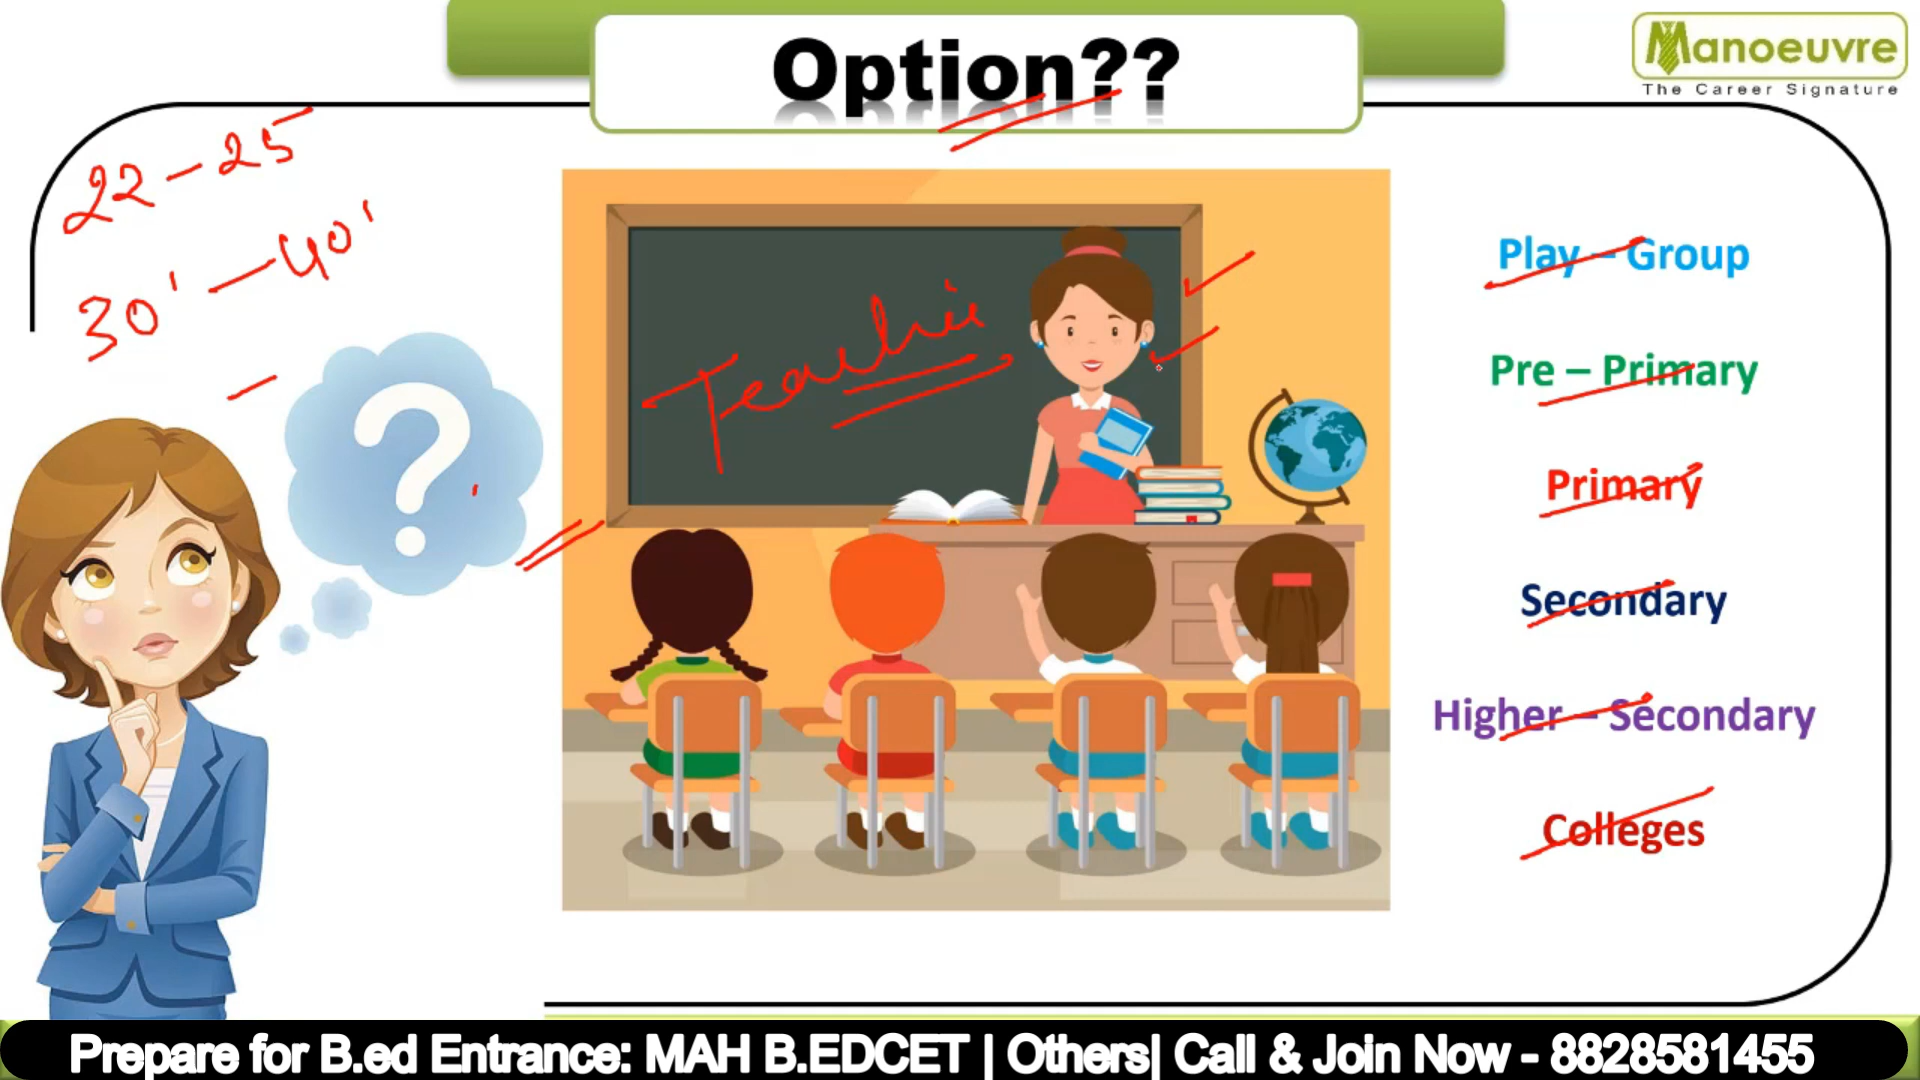 Option??
Manoeuvre
The Career Signature
22 - 25
30' - 40'
Play – Group
Pre – Primary
Primary
Secondary
Higher – Secondary
Colleges
Prepare for B.ed Entrance: MAH B.EDCET | Others| Call & Join Now - 8828581455